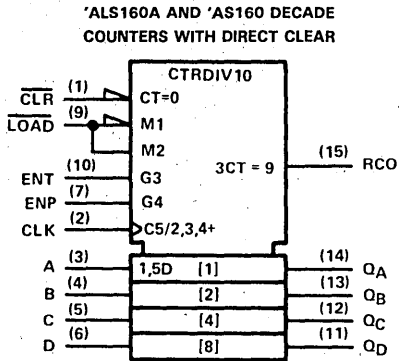 'ALS160A AND 'AS160 DECADE
COUNTERS WITH DIRECT CLEAR
CTRDIV10
CLR (1) CT=0
LOAD (9) M1
M2
ENT (10) G3 3CT = 9 (15) RCO
ENP (7) G4
CLK (2) C5/2,3,4+
A (3) 1,5D [1] (14) QA
B (4) [2] (13) QB
C (5) [4] (12) QC
D (6) [8] (11) QD